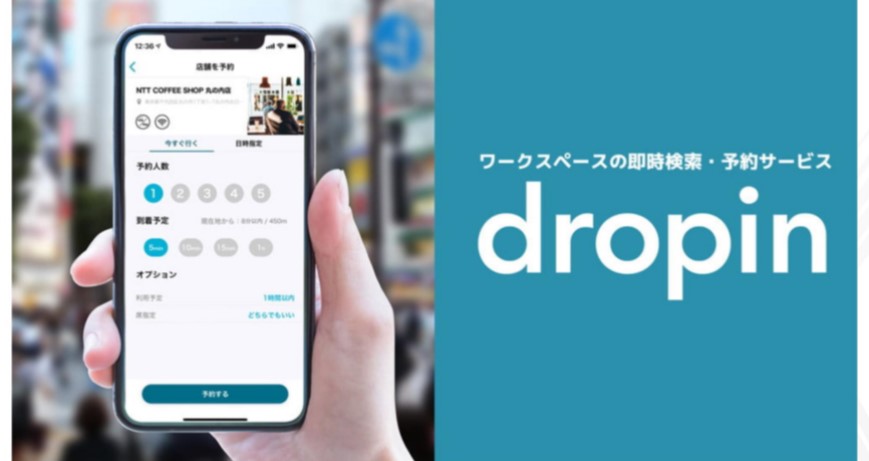 12:36
店舗を予約
NTT COFFEE SHOP 丸の内店
今すぐ行く 日時指定
予約人数
1 2 3 4 5
到着予定 現在地から：8分以内 / 450m
5min 10min 15min
オプション
利用予定 1時間以内
席指定 どちらでもいい
予約する
ワークスペースの即時検索・予約サービス
dropin